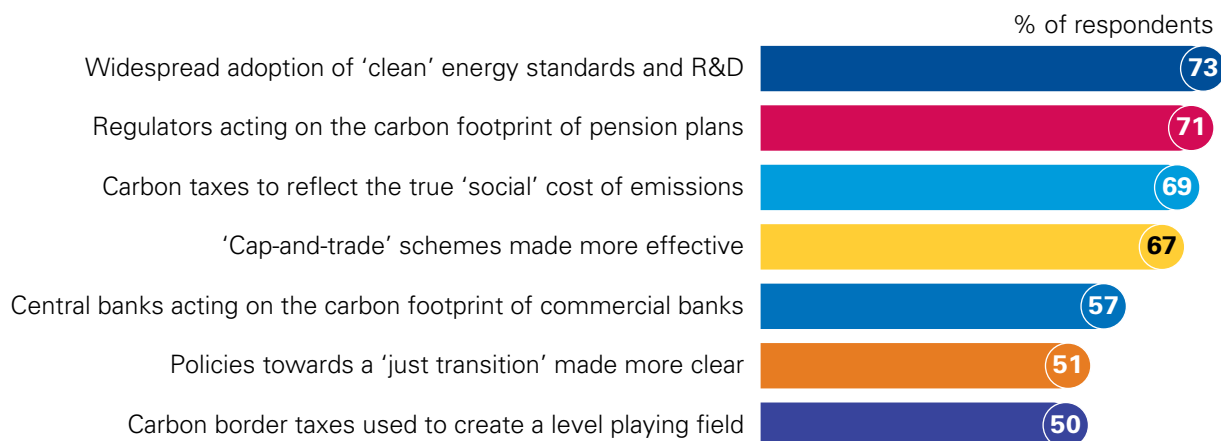 % of respondents
Widespread adoption of ‘clean’ energy standards and R&D 73
Regulators acting on the carbon footprint of pension plans 71
Carbon taxes to reflect the true ‘social’ cost of emissions 69
‘Cap-and-trade’ schemes made more effective 67
Central banks acting on the carbon footprint of commercial banks 57
Policies towards a ‘just transition’ made more clear 51
Carbon border taxes used to create a level playing field 50